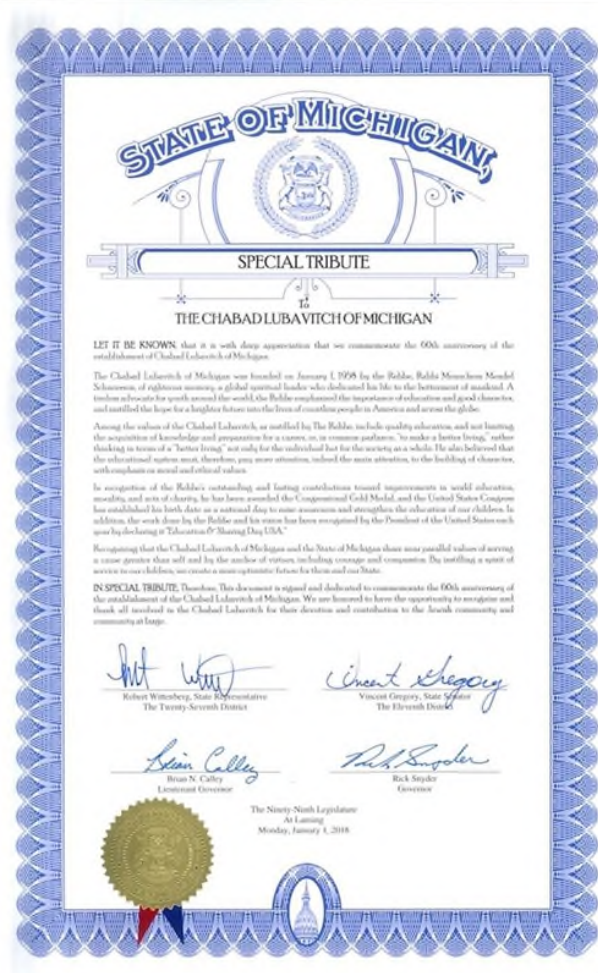 STATE OF MICHIGAN,
SPECIAL TRIBUTE
To
THE CHABAD LUBAVITCH OF MICHIGAN
LET IT BE KNOWN, that it is with deep appreciation that we commemorate the 60th anniversary of the
establishment of Chabad Lubavitch of Michigan.
The Chabad Lubavitch of Michigan was founded on January 1, 1958 by the Rebbe, Rabbi Menachem Mendel
Schneerson, of righteous memory, a global spiritual leader who dedicated his life to the betterment of mankind. A
tireless advocate for youth around the world, the Rebbe emphasized the importance of education and good character,
and instilled the hope for a brighter future into the lives of countless people in America and across the globe.
Among the values of the Chabad Lubavitch, as instilled by The Rebbe, include quality education, and not limiting
the acquisition of knowledge and preparation for a career, or, in common parlance, "to make a better living," rather
thinking in terms of a "better living," not only for the individual but for the society as a whole. He also believed that
the educational system must, therefore, pay more attention, indeed the main attention, to the building of character,
with emphasis on moral and ethical values.
In recognition of the Rebbe's outstanding and lasting contributions toward improvements in world education,
morality, and acts of charity, he has been awarded the Congressional Gold Medal, and the United States Congress
has established his birth date as a national day to raise awareness and strengthen the education of our children. In
addition, the work done by the Rebbe and his vision has been recognized by the President of the United States each
year by declaring it "Education & Sharing Day USA."
Recognizing that the Chabad Lubavitch of Michigan and the State of Michigan share near parallel values of serving
a cause greater than self and by the anchor of virtues, including courage and compassion. By instilling a spirit of
service in our children, we create a more optimistic future for them and our State.
IN SPECIAL TRIBUTE, Therefore, This document is signed and dedicated to commemorate the 60th anniversary of
the establishment of the Chabad Lubavitch of Michigan. We are honored to have the opportunity to recognize and
thank all involved in the Chabad Lubavitch for their devotion and contribution to the Jewish community and
community at large.
Vincent Gregory
Robert Wittenberg, State Representative
The Twenty-Seventh District
Vincent Gregory, State Senator
The Eleventh District
Brian Calley
Rick Snyder
Brian N. Calley
Lieutenant Governor
Rick Snyder
Governor
The Ninety-Ninth Legislature
At Lansing
Monday, January 1, 2018